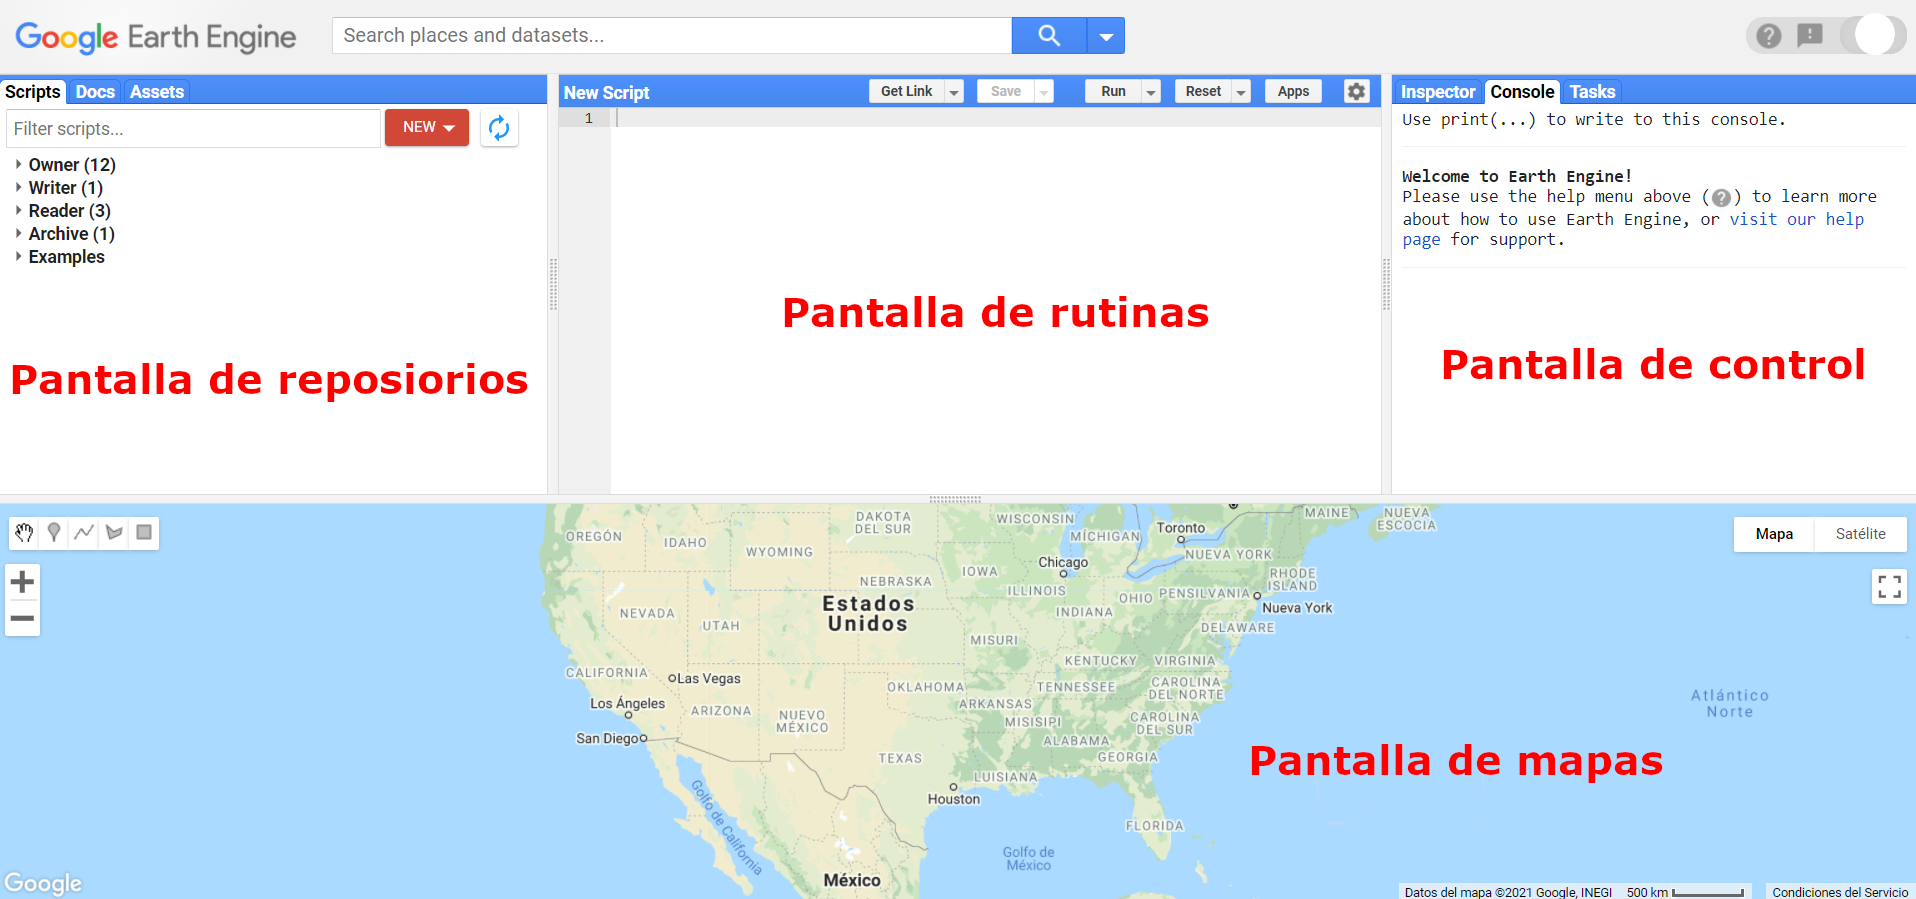 Google Earth Engine
Search places and datasets...
Scripts Docs Assets
Filter scripts...
NEW
Owner (12)
Writer (1)
Reader (3)
Archive (1)
Examples
Pantalla de reposiorios
New Script
Get Link
Save
Run
Reset
Apps
1
Pantalla de rutinas
Inspector Console Tasks
Use print(...) to write to this console.
Welcome to Earth Engine!
Please use the help menu above (?) to learn more
about how to use Earth Engine, or visit our help
page for support.
Pantalla de control
Mapa
Satélite
OREGÓN
IDAHO
WYOMING
DAKOTA
DEL SUR
WISCONSIN
MÍCHIGAN
Toronto
MAINE
NUEVA
ESCOCIA
NUEVA YORK
Chicago
IOWA
NEBRASKA
ILLINOIS
INDIANA
OHIO
PENSILVANIA
RHODE
ISLAND
Nueva York
NEVADA
UTAH
Estados
Unidos
MISURI
DELAWARE
KENTUCKY
VIRGINIA
CALIFORNIA
Las Vegas
OKLAHOMA
TENNESSEE
CAROLINA
DEL NORTE
Los Ángeles
ARIZONA
NUEVO
MÉXICO
ARKANSAS
MISISIPI
CAROLINA
DEL SUR
San Diego
ALABAMA
GEORGIA
TEXAS
LUISIANA
Houston
FLORIDA
Golfo de California
Golfo de
México
México
Atlántico
Norte
Pantalla de mapas
Google
Datos del mapa ©2021 Google, INEGI
500 km
Condiciones del Servicio